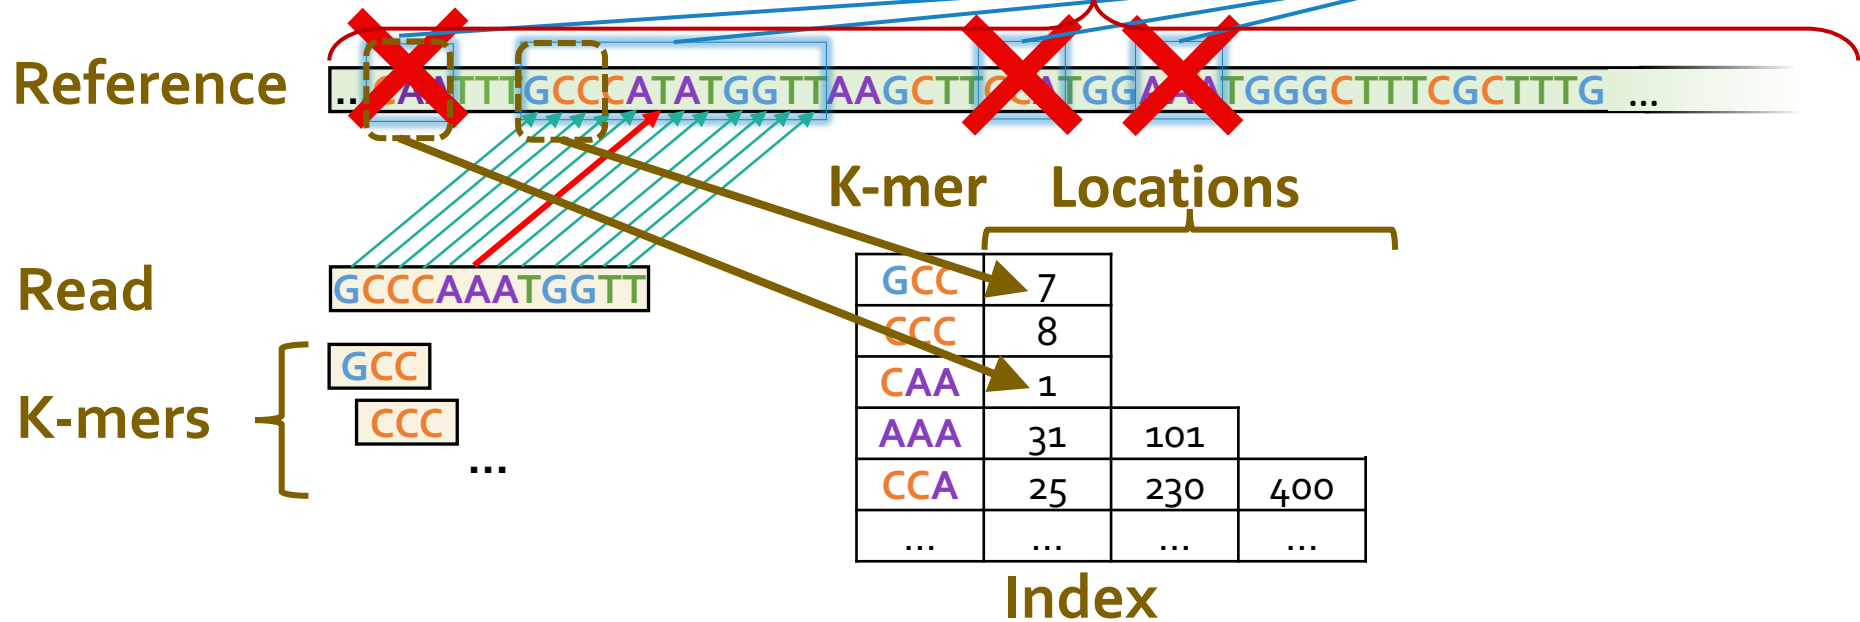 Reference
... CAATTTGCCCATATGGTTAAGCTTCCATGGAAATGGGCTTTCGCTTTG ...
K-mer Locations
Read
GCCCAAATGGTT
K-mers
GCC
CCC
...
GCC 7
CCC 8
CAA 1
AAA 31 101
CCA 25 230 400
... ... ... ...
Index